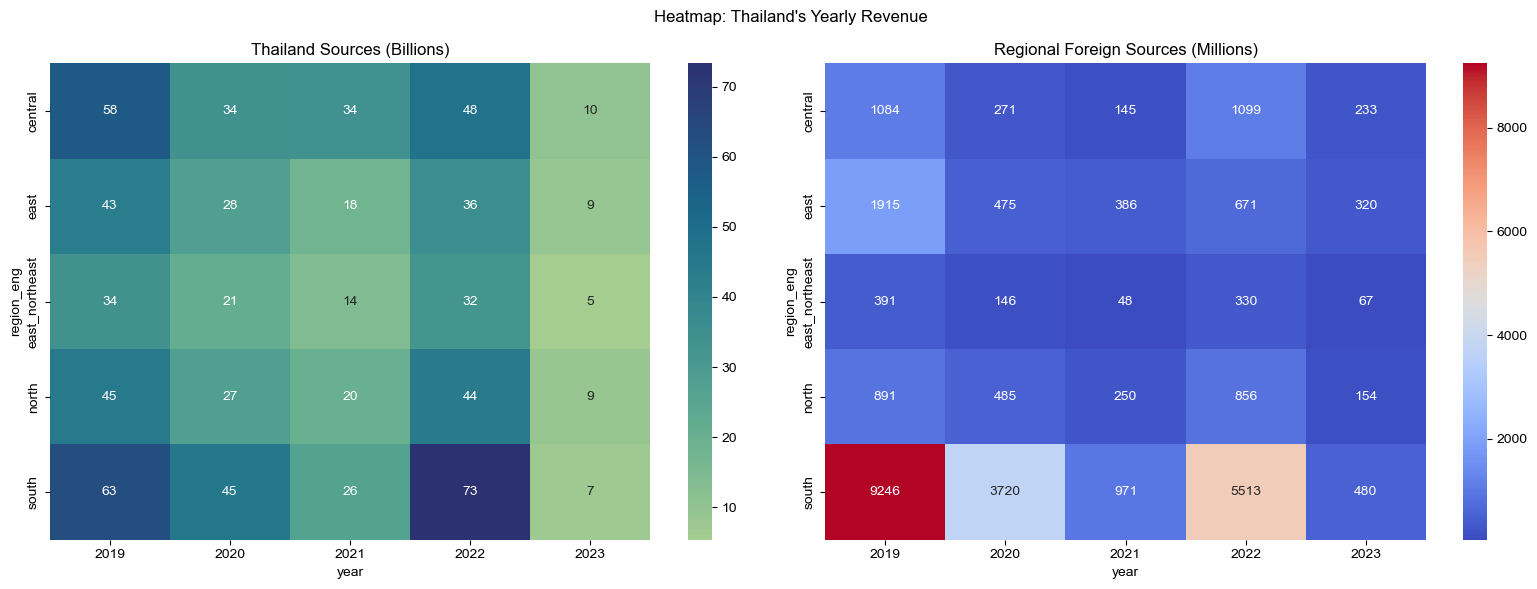 Heatmap: Thailand's Yearly Revenue
Thailand Sources (Billions)
region_eng
central
58 34 34 48 10
east
43 28 18 36 9
east_northeast
34 21 14 32 5
north
45 27 20 44 9
south
63 45 26 73 7
2019 2020 2021 2022 2023
year
70
60
50
40
30
20
10
Regional Foreign Sources (Millions)
region_eng
central
1084 271 145 1099 233
east
1915 475 386 671 320
east_northeast
391 146 48 330 67
north
891 485 250 856 154
south
9246 3720 971 5513 480
2019 2020 2021 2022 2023
year
8000
6000
4000
2000